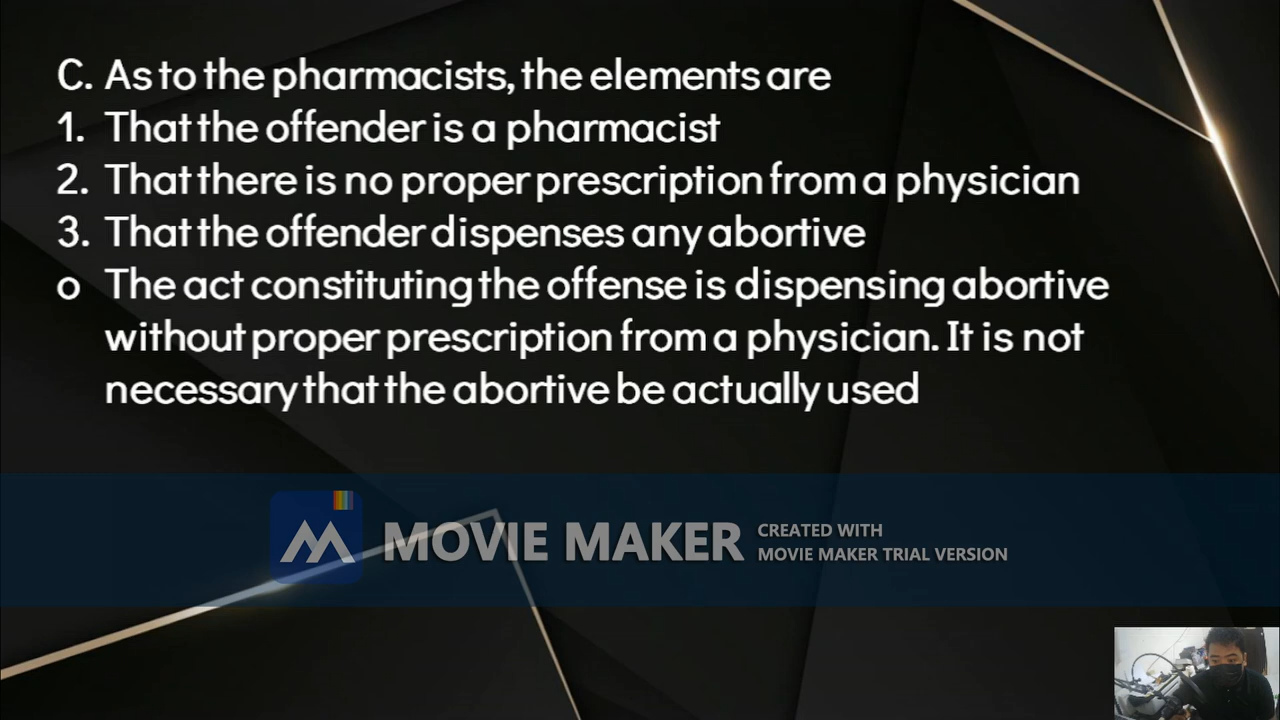 C. As to the pharmacists, the elements are
1. That the offender is a pharmacist
2. That there is no proper prescription from a physician
3. That the offender dispenses any abortive
o The act constituting the offense is dispensing abortive
without proper prescription from a physician. It is not
necessary that the abortive be actually used
MOVIE MAKER
CREATED WITH
MOVIE MAKER TRIAL VERSION